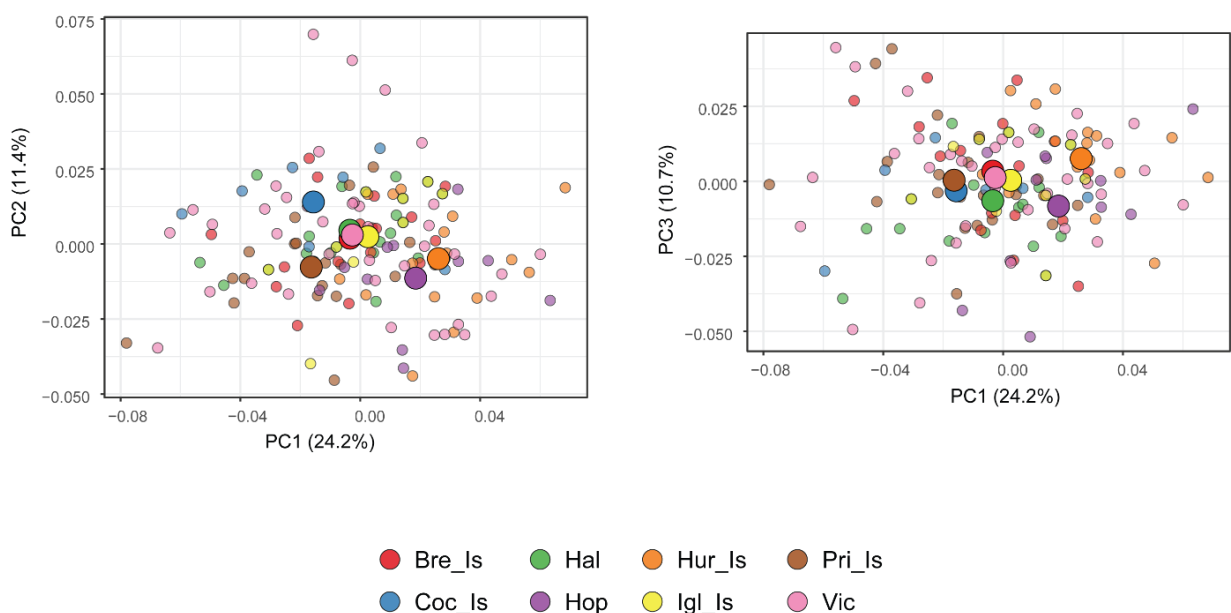 0.075
0.050
0.025
0.000
−0.025
−0.050
PC2 (11.4%)
−0.08 −0.04 0.00 0.04
PC1 (24.2%)
0.025
0.000
−0.025
−0.050
PC3 (10.7%)
−0.08 −0.04 0.00 0.04
PC1 (24.2%)
Bre_Is Hal Hur_Is Pri_Is
Coc_Is Hop Igl_Is Vic